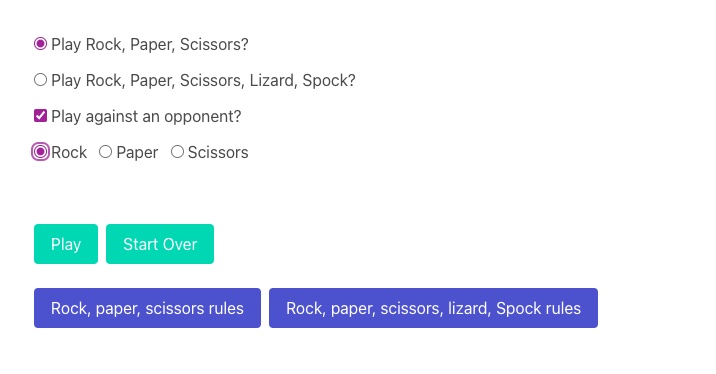 Play Rock, Paper, Scissors?
Play Rock, Paper, Scissors, Lizard, Spock?
Play against an opponent?
Rock Paper Scissors
Play Start Over
Rock, paper, scissors rules Rock, paper, scissors, lizard, Spock rules